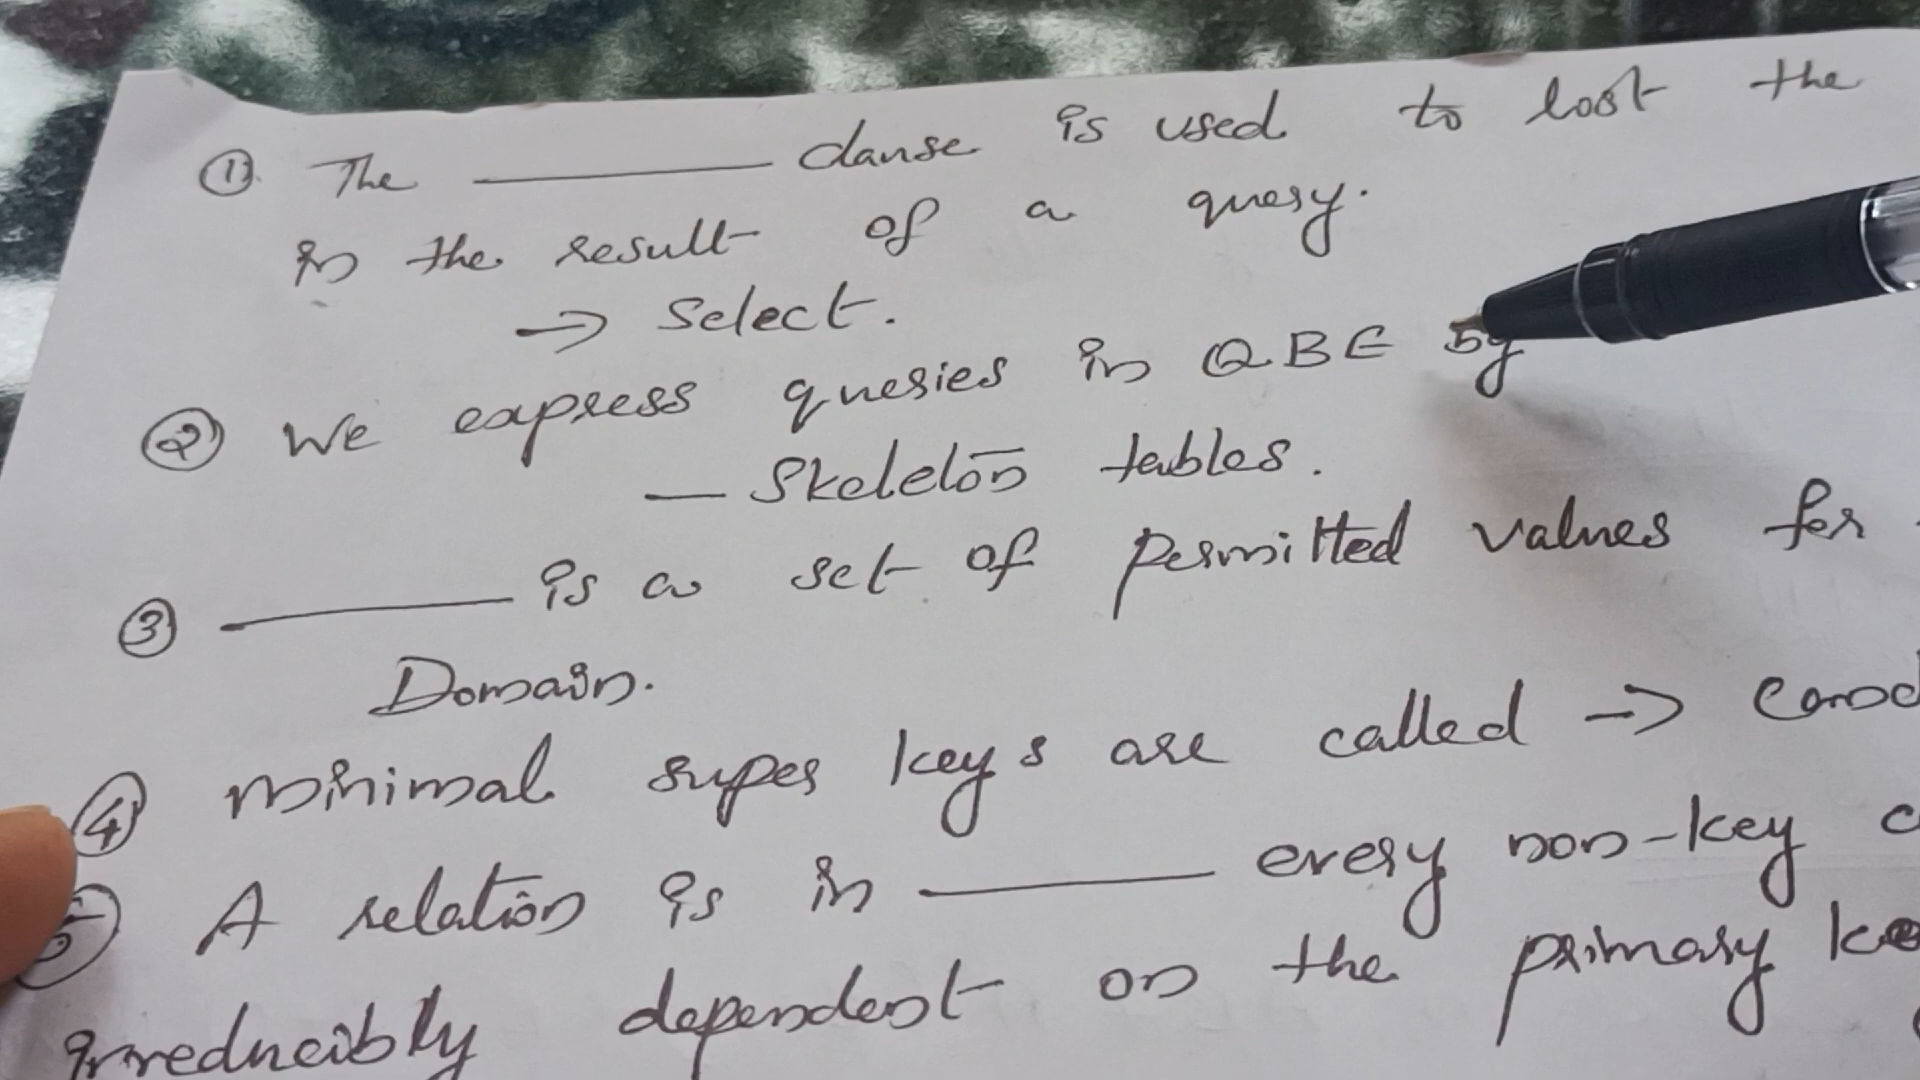 ① The ________ clause is used to loot the
in the result of a query.
→ Select.
② We express queries in QBE by
— Skeleton tables.
③ ________ is a set of permitted values for
Domain.
④ minimal super keys are called →
⑤ A relation is in ________ every non-key
irreducibly dependent on the primary